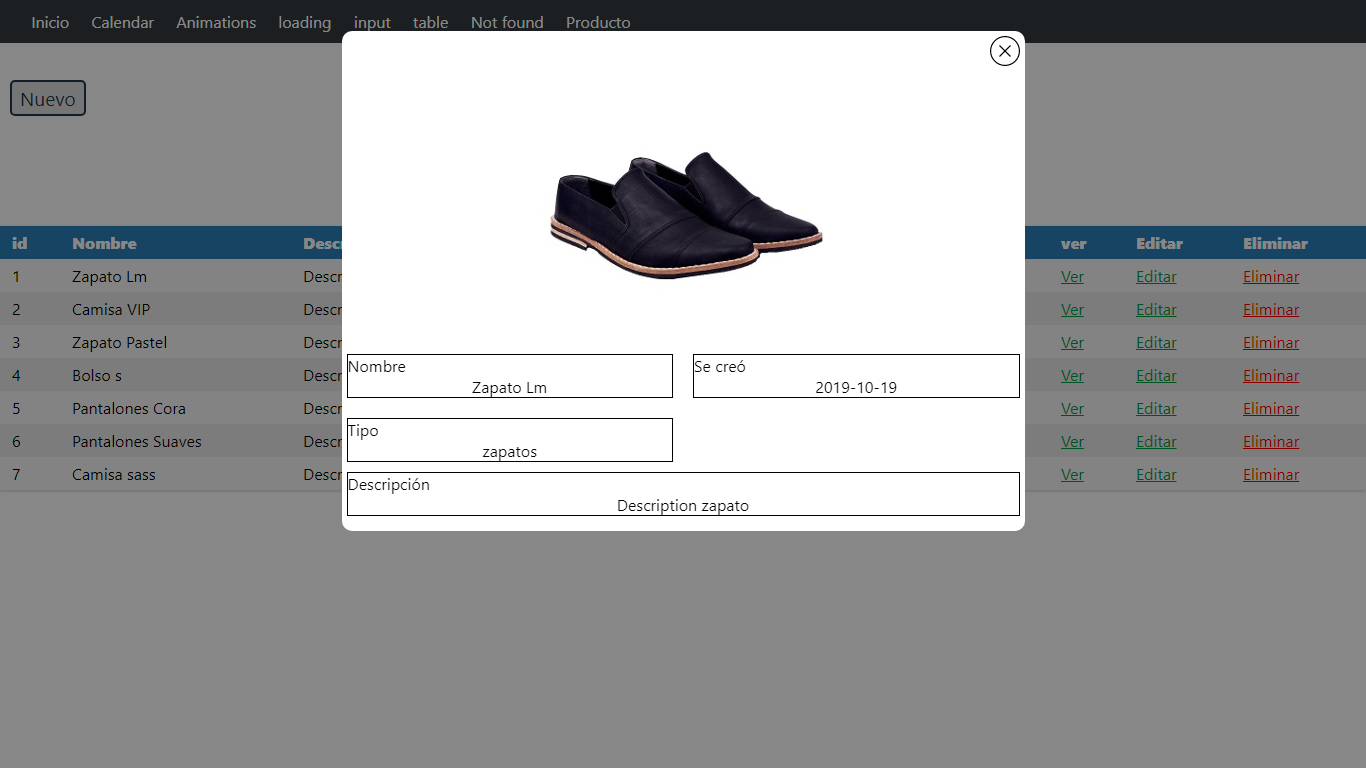 Inicio Calendar Animations loading input table Not found Producto
Nuevo
id Nombre Descr ver Editar Eliminar
1 Zapato Lm Descr Ver Editar Eliminar
2 Camisa VIP Descr Ver Editar Eliminar
3 Zapato Pastel Descr Ver Editar Eliminar
4 Bolso s Descr Ver Editar Eliminar
5 Pantalones Cora Descr Ver Editar Eliminar
6 Pantalones Suaves Descr Ver Editar Eliminar
7 Camisa sass Descr Ver Editar Eliminar
Nombre
Zapato Lm
Se creó
2019-10-19
Tipo
zapatos
Descripción
Description zapato